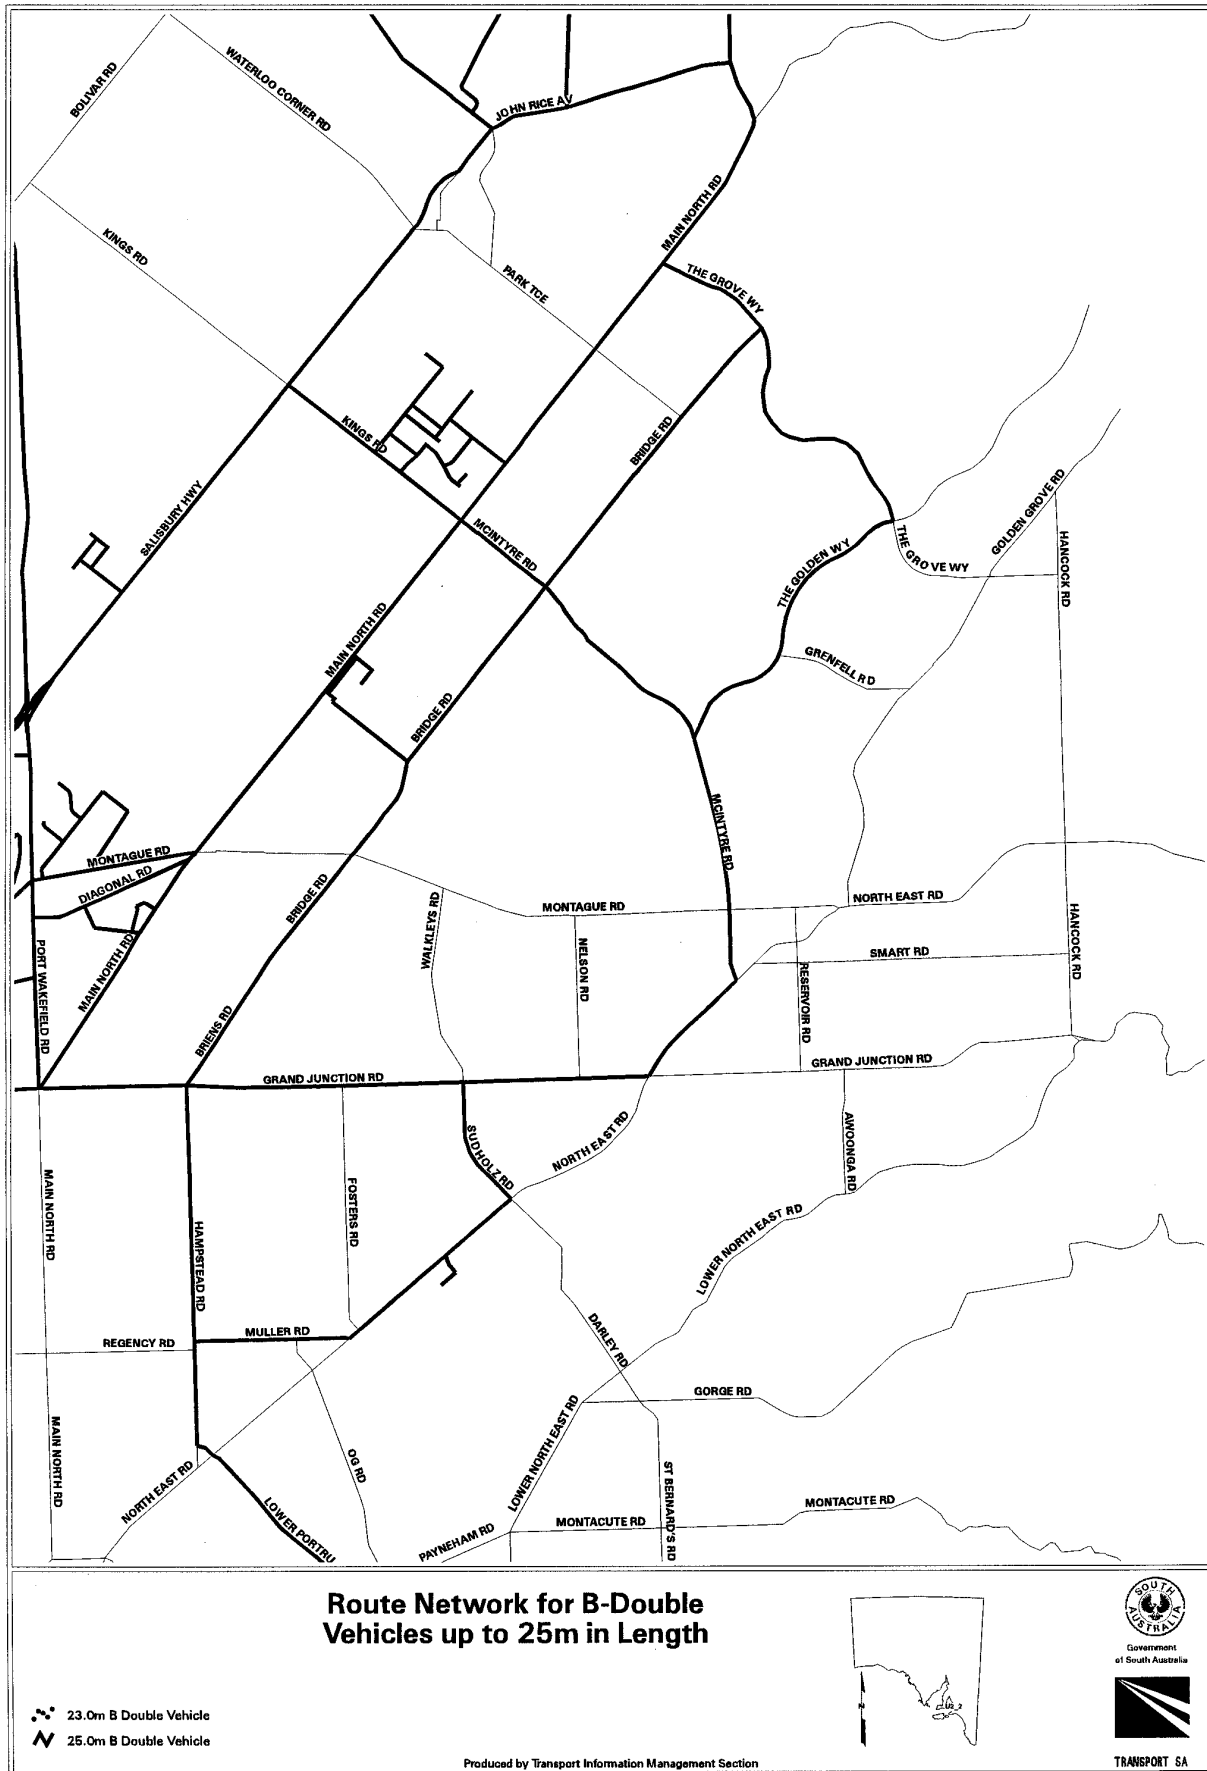 BOLIVAR RD
WATERLOO CORNER RD
JOHN RICE AV
MAIN NORTH RD
KINGS RD
PARK TCE
THE GROVE WY
KINGS RD
BRIDGE RD
SALISBURY HWY
MCINTYRE RD
GOLDEN GROVE RD
THE GOLDEN WY
THE GROVE WY
HANCOCK RD
MAIN NORTH RD
GRENFELL RD
BRIDGE RD
MCINTYRE RD
MONTAGUE RD
DIAGONAL RD
BRIDGE RD
WALKLEYS RD
MONTAGUE RD
NORTH EAST RD
NELSON RD
SMART RD
HANCOCK RD
PORT WAKEFIELD RD
MAIN NORTH RD
RESERVOIR RD
BRIENS RD
GRAND JUNCTION RD
GRAND JUNCTION RD
SUDHOLZ RD
NORTH EAST RD
AWOONGA RD
MAIN NORTH RD
HAMPSTEAD RD
FOSTERS RD
LOWER NORTH EAST RD
REGENCY RD
MULLER RD
DARLEY RD
GORGE RD
MAIN NORTH RD
NORTH EAST RD
OG RD
LOWER NORTH EAST RD
LOWER PORTRU
ST BERNARD'S RD
PAYNEHAM RD
MONTACUTE RD
MONTACUTE RD
Route Network for B-Double
Vehicles up to 25m in Length
23.0m B Double Vehicle
25.0m B Double Vehicle
Produced by Transport Information Management Section
N
SOUTH
AUSTRALIA
Government
of South Australia
TRANSPORT SA